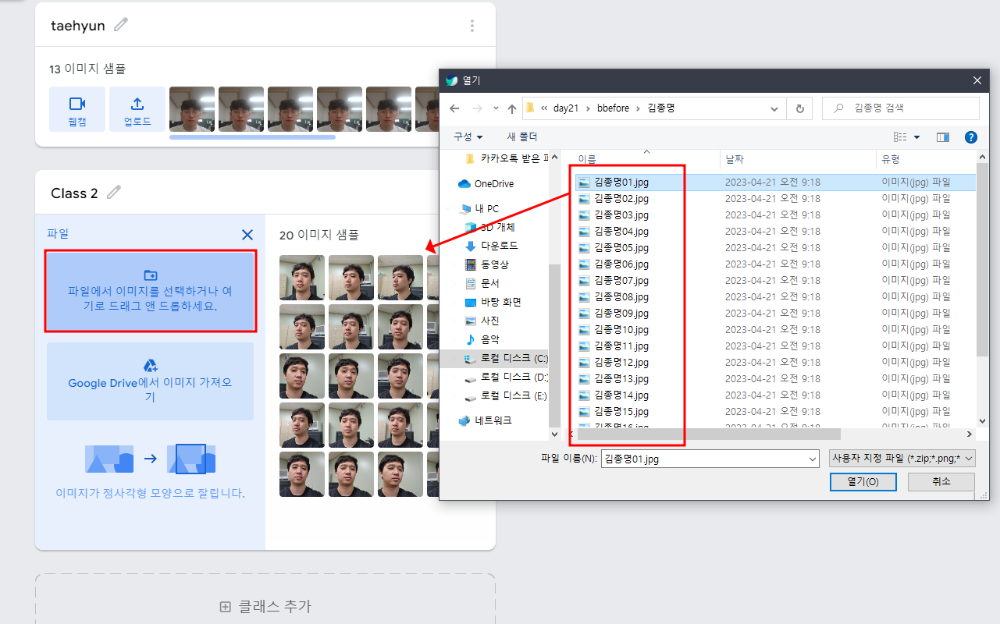 taehyun
13 이미지 샘플
웹캠
업로드
Class 2
파일
파일에서 이미지를 선택하거나 여
기로 드래그 앤 드롭하세요.
Google Drive에서 이미지 가져오
기
이미지가 정사각형 모양으로 잘립니다.
20 이미지 샘플
클래스 추가
열기
« day21 › bbefore › 김종명
김종명 검색
구성
새 폴더
카카오톡 받은 파
OneDrive
내 PC
3D 개체
다운로드
동영상
문서
바탕 화면
사진
음악
로컬 디스크 (C:)
로컬 디스크 (D:)
로컬 디스크 (E:)
네트워크
이름 날짜 유형
김종명01.jpg 2023-04-21 오전 9:18 이미지(jpg) 파일
김종명02.jpg 2023-04-21 오전 9:18 이미지(jpg) 파일
김종명03.jpg 2023-04-21 오전 9:18 이미지(jpg) 파일
김종명04.jpg 2023-04-21 오전 9:18 이미지(jpg) 파일
김종명05.jpg 2023-04-21 오전 9:18 이미지(jpg) 파일
김종명06.jpg 2023-04-21 오전 9:18 이미지(jpg) 파일
김종명07.jpg 2023-04-21 오전 9:18 이미지(jpg) 파일
김종명08.jpg 2023-04-21 오전 9:18 이미지(jpg) 파일
김종명09.jpg 2023-04-21 오전 9:18 이미지(jpg) 파일
김종명10.jpg 2023-04-21 오전 9:18 이미지(jpg) 파일
김종명11.jpg 2023-04-21 오전 9:18 이미지(jpg) 파일
김종명12.jpg 2023-04-21 오전 9:18 이미지(jpg) 파일
김종명13.jpg 2023-04-21 오전 9:18 이미지(jpg) 파일
김종명14.jpg 2023-04-21 오전 9:18 이미지(jpg) 파일
김종명15.jpg 2023-04-21 오전 9:18 이미지(jpg) 파일
김종명16.jpg 2023-04-21 오전 9:18 이미지(jpg) 파일
파일 이름(N): 김종명01.jpg 사용자 지정 파일 (*.zip;*.png;*
열기(O) 취소